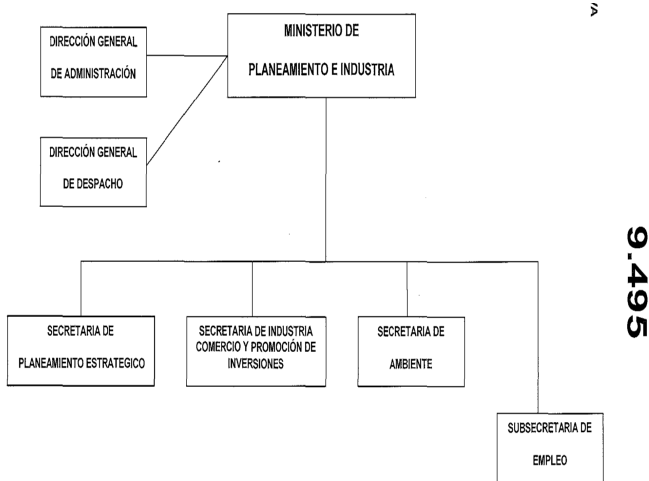 MINISTERIO DE
PLANEAMIENTO E INDUSTRIA
DIRECCIÓN GENERAL
DE ADMINISTRACIÓN
DIRECCIÓN GENERAL
DE DESPACHO
SECRETARIA DE
PLANEAMIENTO ESTRATEGICO
SECRETARIA DE INDUSTRIA
COMERCIO Y PROMOCIÓN DE
INVERSIONES
SECRETARIA DE
AMBIENTE
SUBSECRETARIA DE
EMPLEO
9.495